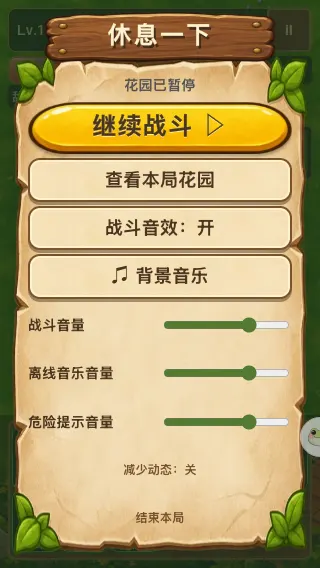 Lv.1
休息一下
花园已暂停
继续战斗
查看本局花园
战斗音效：开
♫ 背景音乐
战斗音量
离线音乐音量
危险提示音量
减少动态：关
结束本局